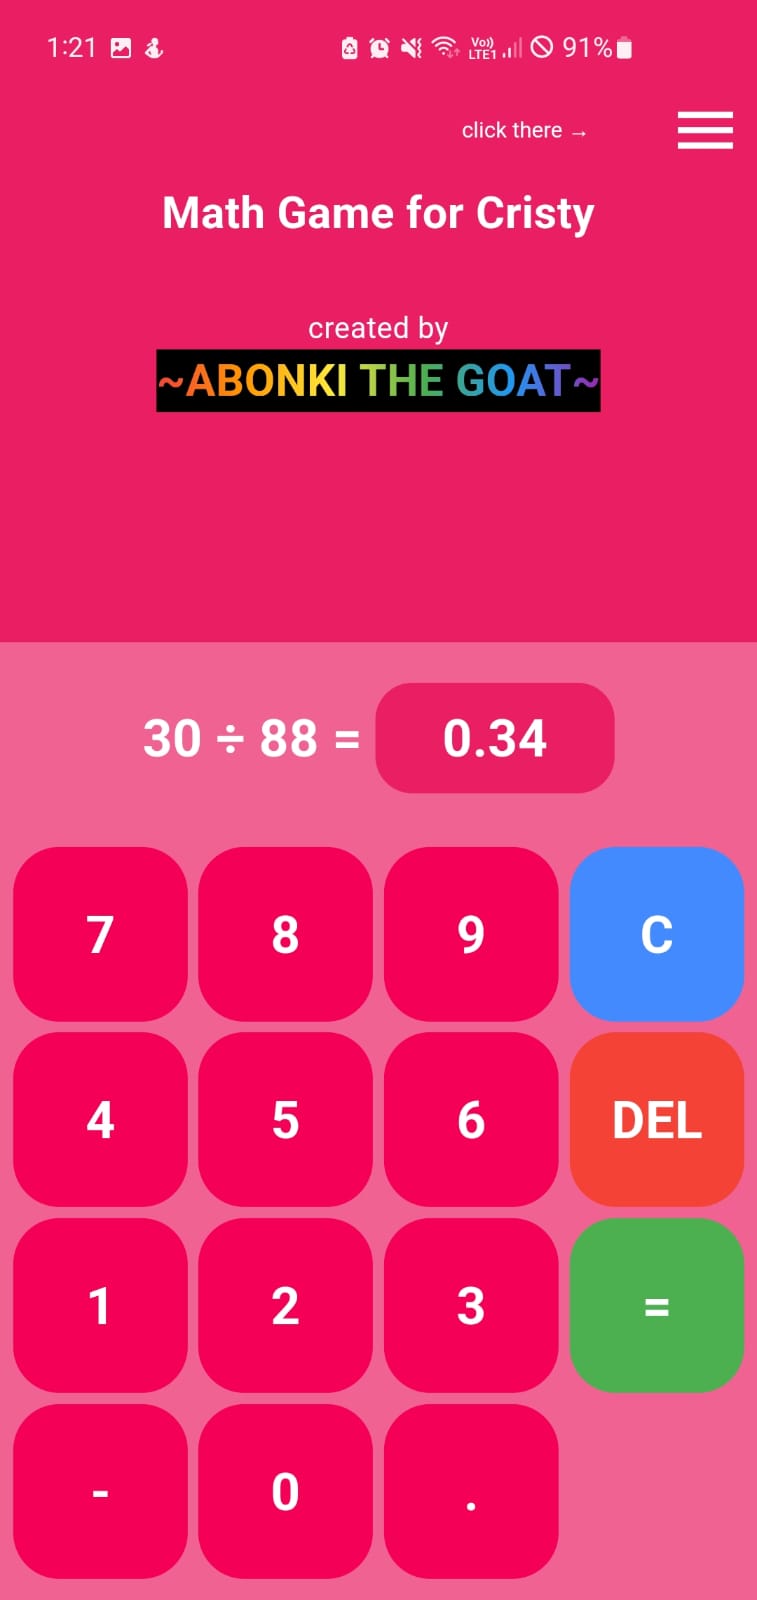 1:21 Vo)) LTE1 91%
click there →
Math Game for Cristy
created by
~ABONKI THE GOAT~
30 ÷ 88 = 0.34
7 8 9 C
4 5 6 DEL
1 2 3 =
- 0 .